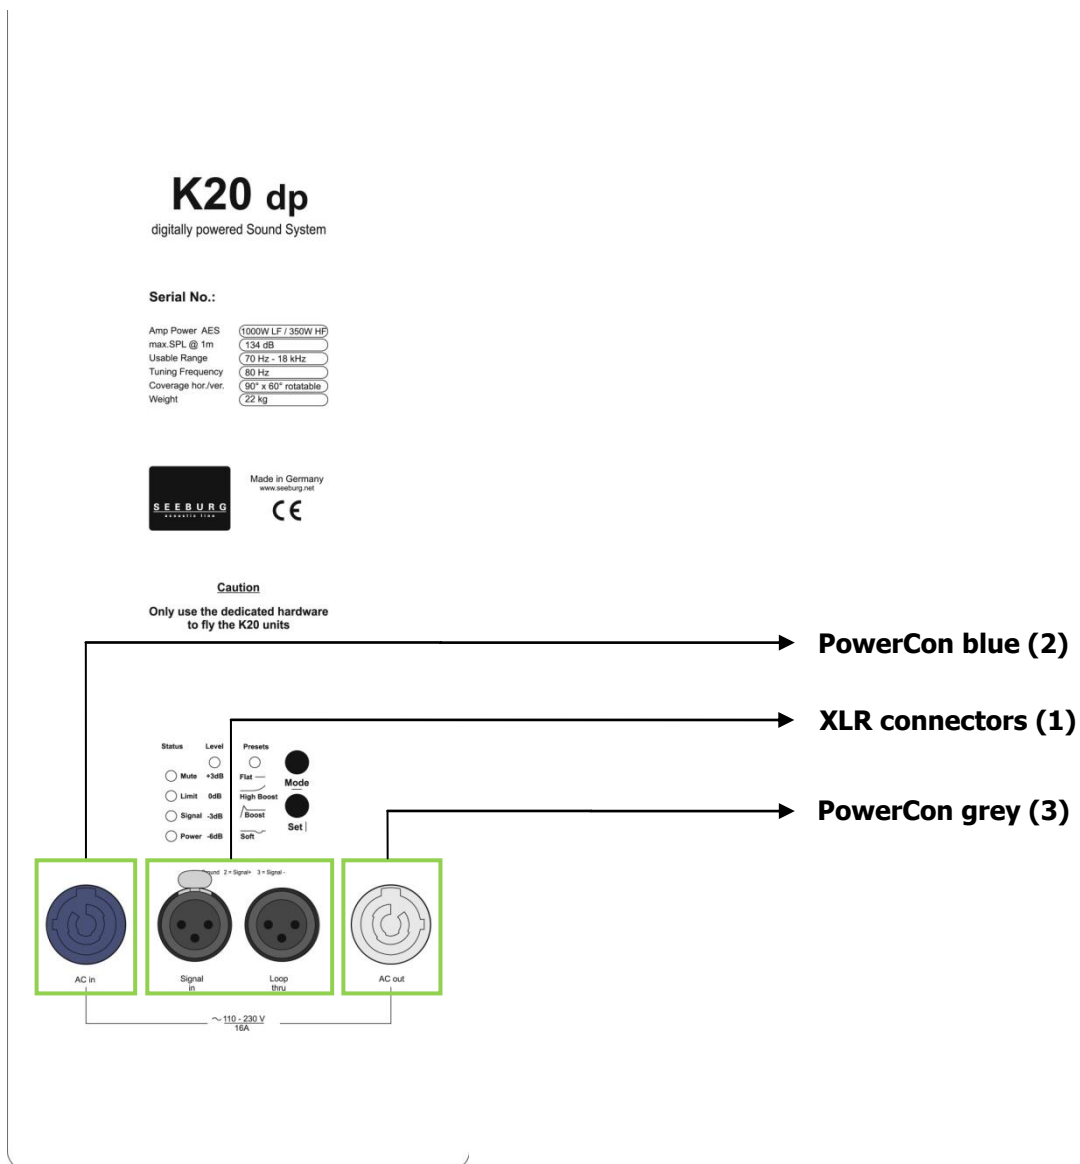 K20 dp
digitally powered Sound System
Serial No.:
Amp Power AES 1000W LF / 350W HF
max.SPL @ 1m 134 dB
Usable Range 70 Hz - 18 kHz
Tuning Frequency 80 Hz
Coverage hor./ver. 90° x 60° rotatable
Weight 22 kg
SEEBURG
acoustic line
Made in Germany
www.seeburg.net
CE
Caution
Only use the dedicated hardware
to fly the K20 units
PowerCon blue (2)
XLR connectors (1)
PowerCon grey (3)
Status Level Presets
Mute +3dB Flat
Mode
Limit 0dB High Boost
Signal -3dB Boost
Set
Power -6dB Soft
2 = Signal+ 3 = Signal -
AC in
Signal
in
Loop
thru
AC out
~ 110 - 230 V
16A